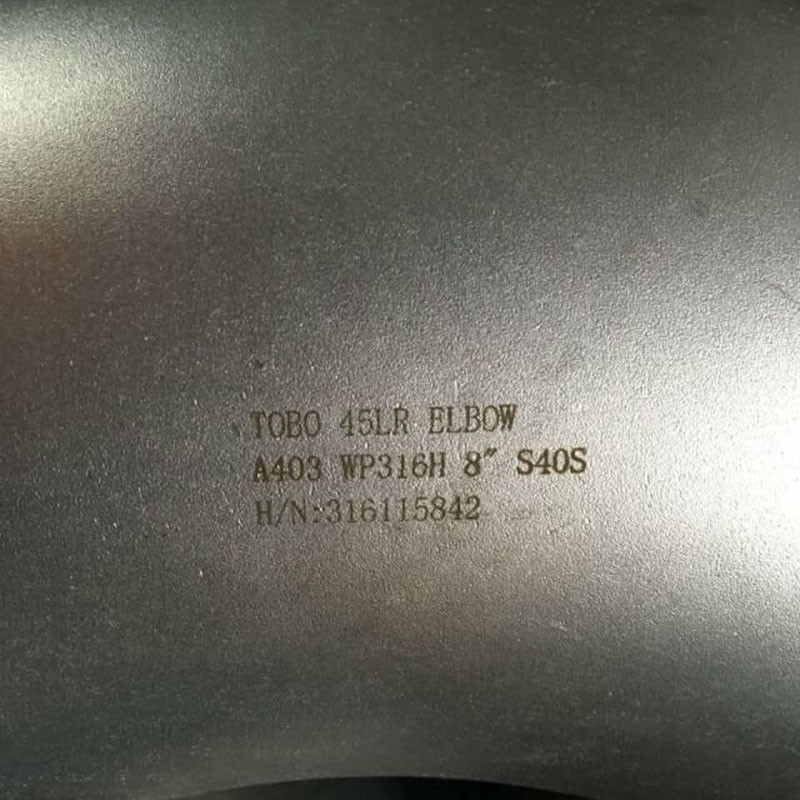 TOBO 45LR ELBOW
A403 WP316H 8″ S40S
H/N:316115842